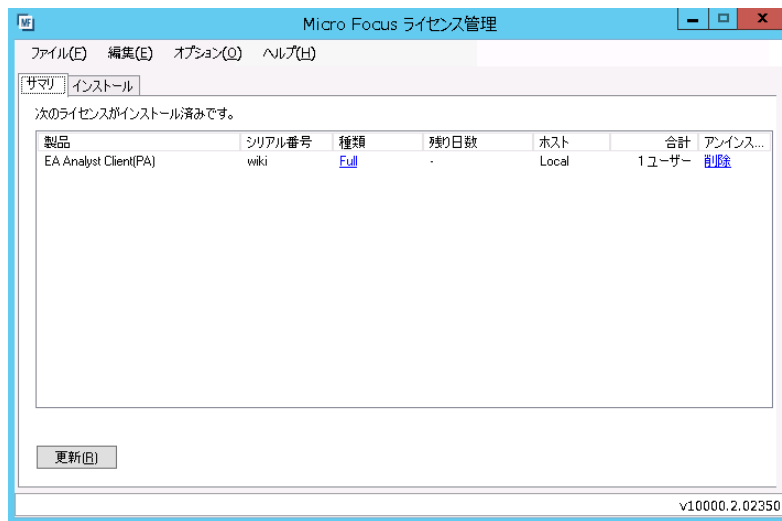 MF Micro Focus ライセンス管理
ファイル(F) 編集(E) オプション(O) ヘルプ(H)
サマリ インストール
次のライセンスがインストール済みです。
製品 シリアル番号 種類 残り日数 ホスト 合計 アンインス...
EA Analyst Client(PA) wiki Full - Local 1 ユーザー 削除
更新(R)
v10000.2.02350